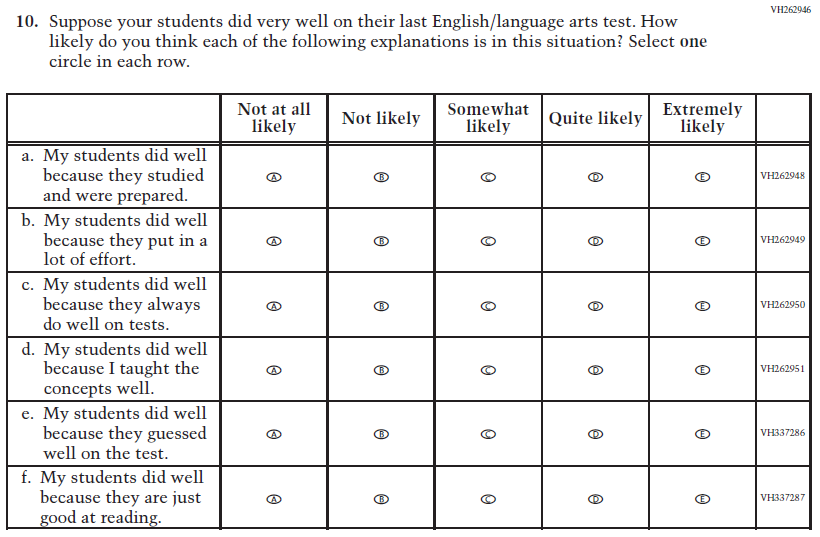 VH262946
10. Suppose your students did very well on their last English/language arts test. How
likely do you think each of the following explanations is in this situation? Select one
circle in each row.
Not at all
likely
Not likely
Somewhat
likely
Quite likely
Extremely
likely
a. My students did well
because they studied
and were prepared.
A B C D E VH262948
b. My students did well
because they put in a
lot of effort.
A B C D E VH262949
c. My students did well
because they always
do well on tests.
A B C D E VH262950
d. My students did well
because I taught the
concepts well.
A B C D E VH262951
e. My students did well
because they guessed
well on the test.
A B C D E VH337286
f. My students did well
because they are just
good at reading.
A B C D E VH337287